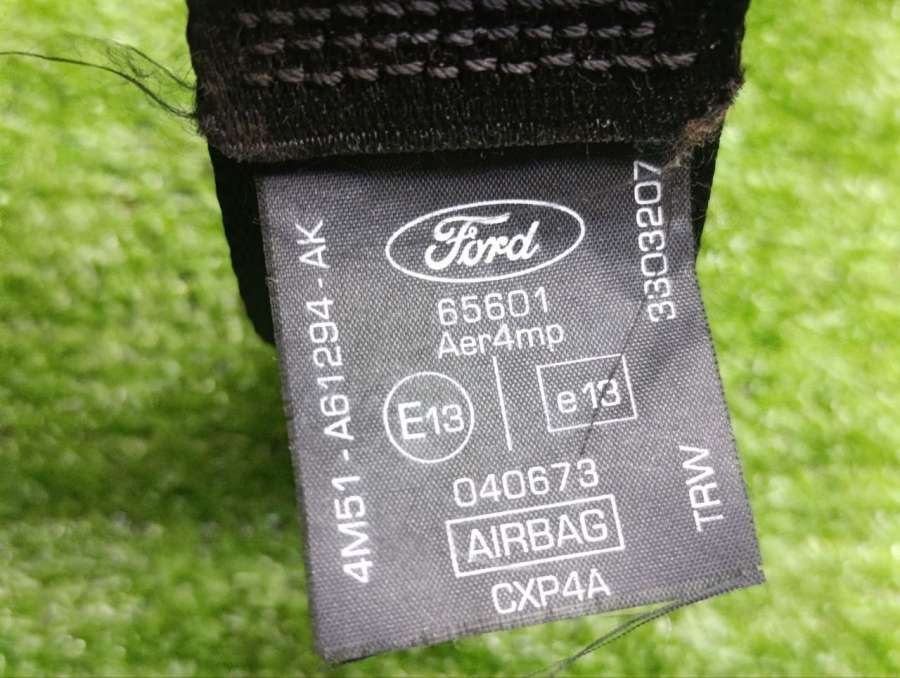 Ford
65601
Aer4mp
E13
e13
040673
AIRBAG
CXP4A
4M51-A61294-AK
3303207
TRW